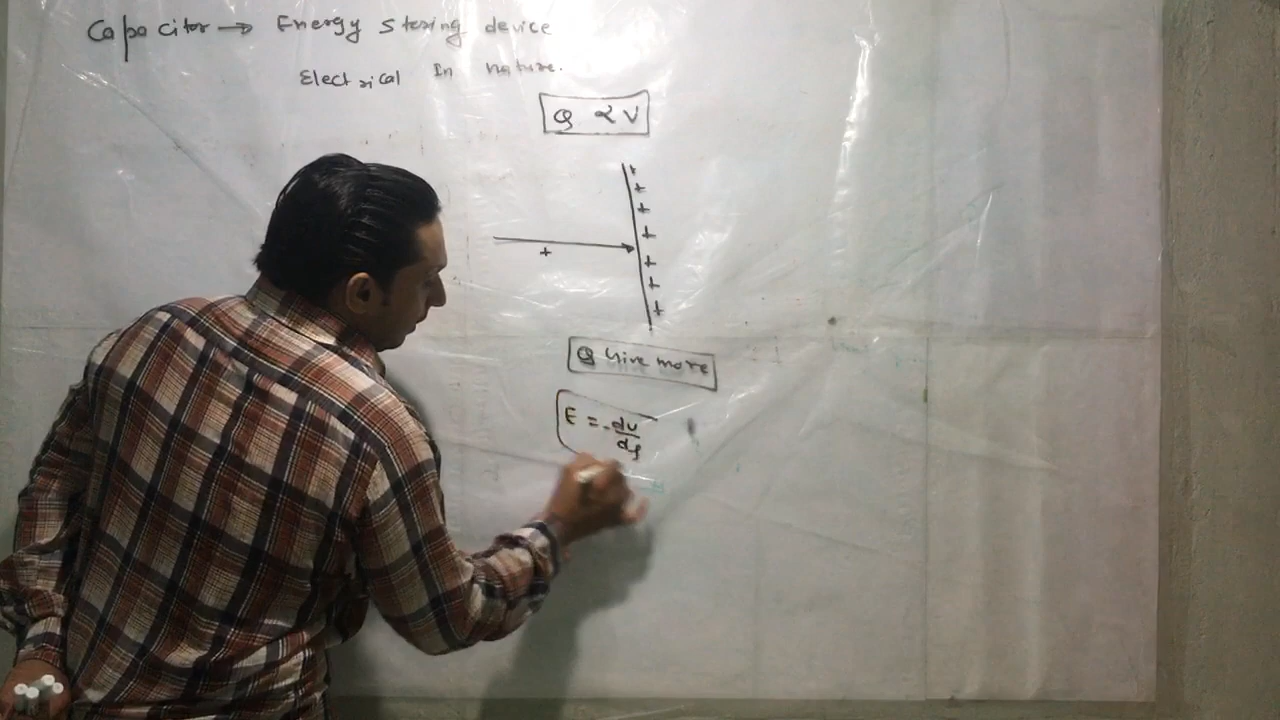 Capacitor → Energy Storing device
Electrical In nature.
Q α V
+
+
+
+
+
+
+
+
Q Give more
E = - dv/dr